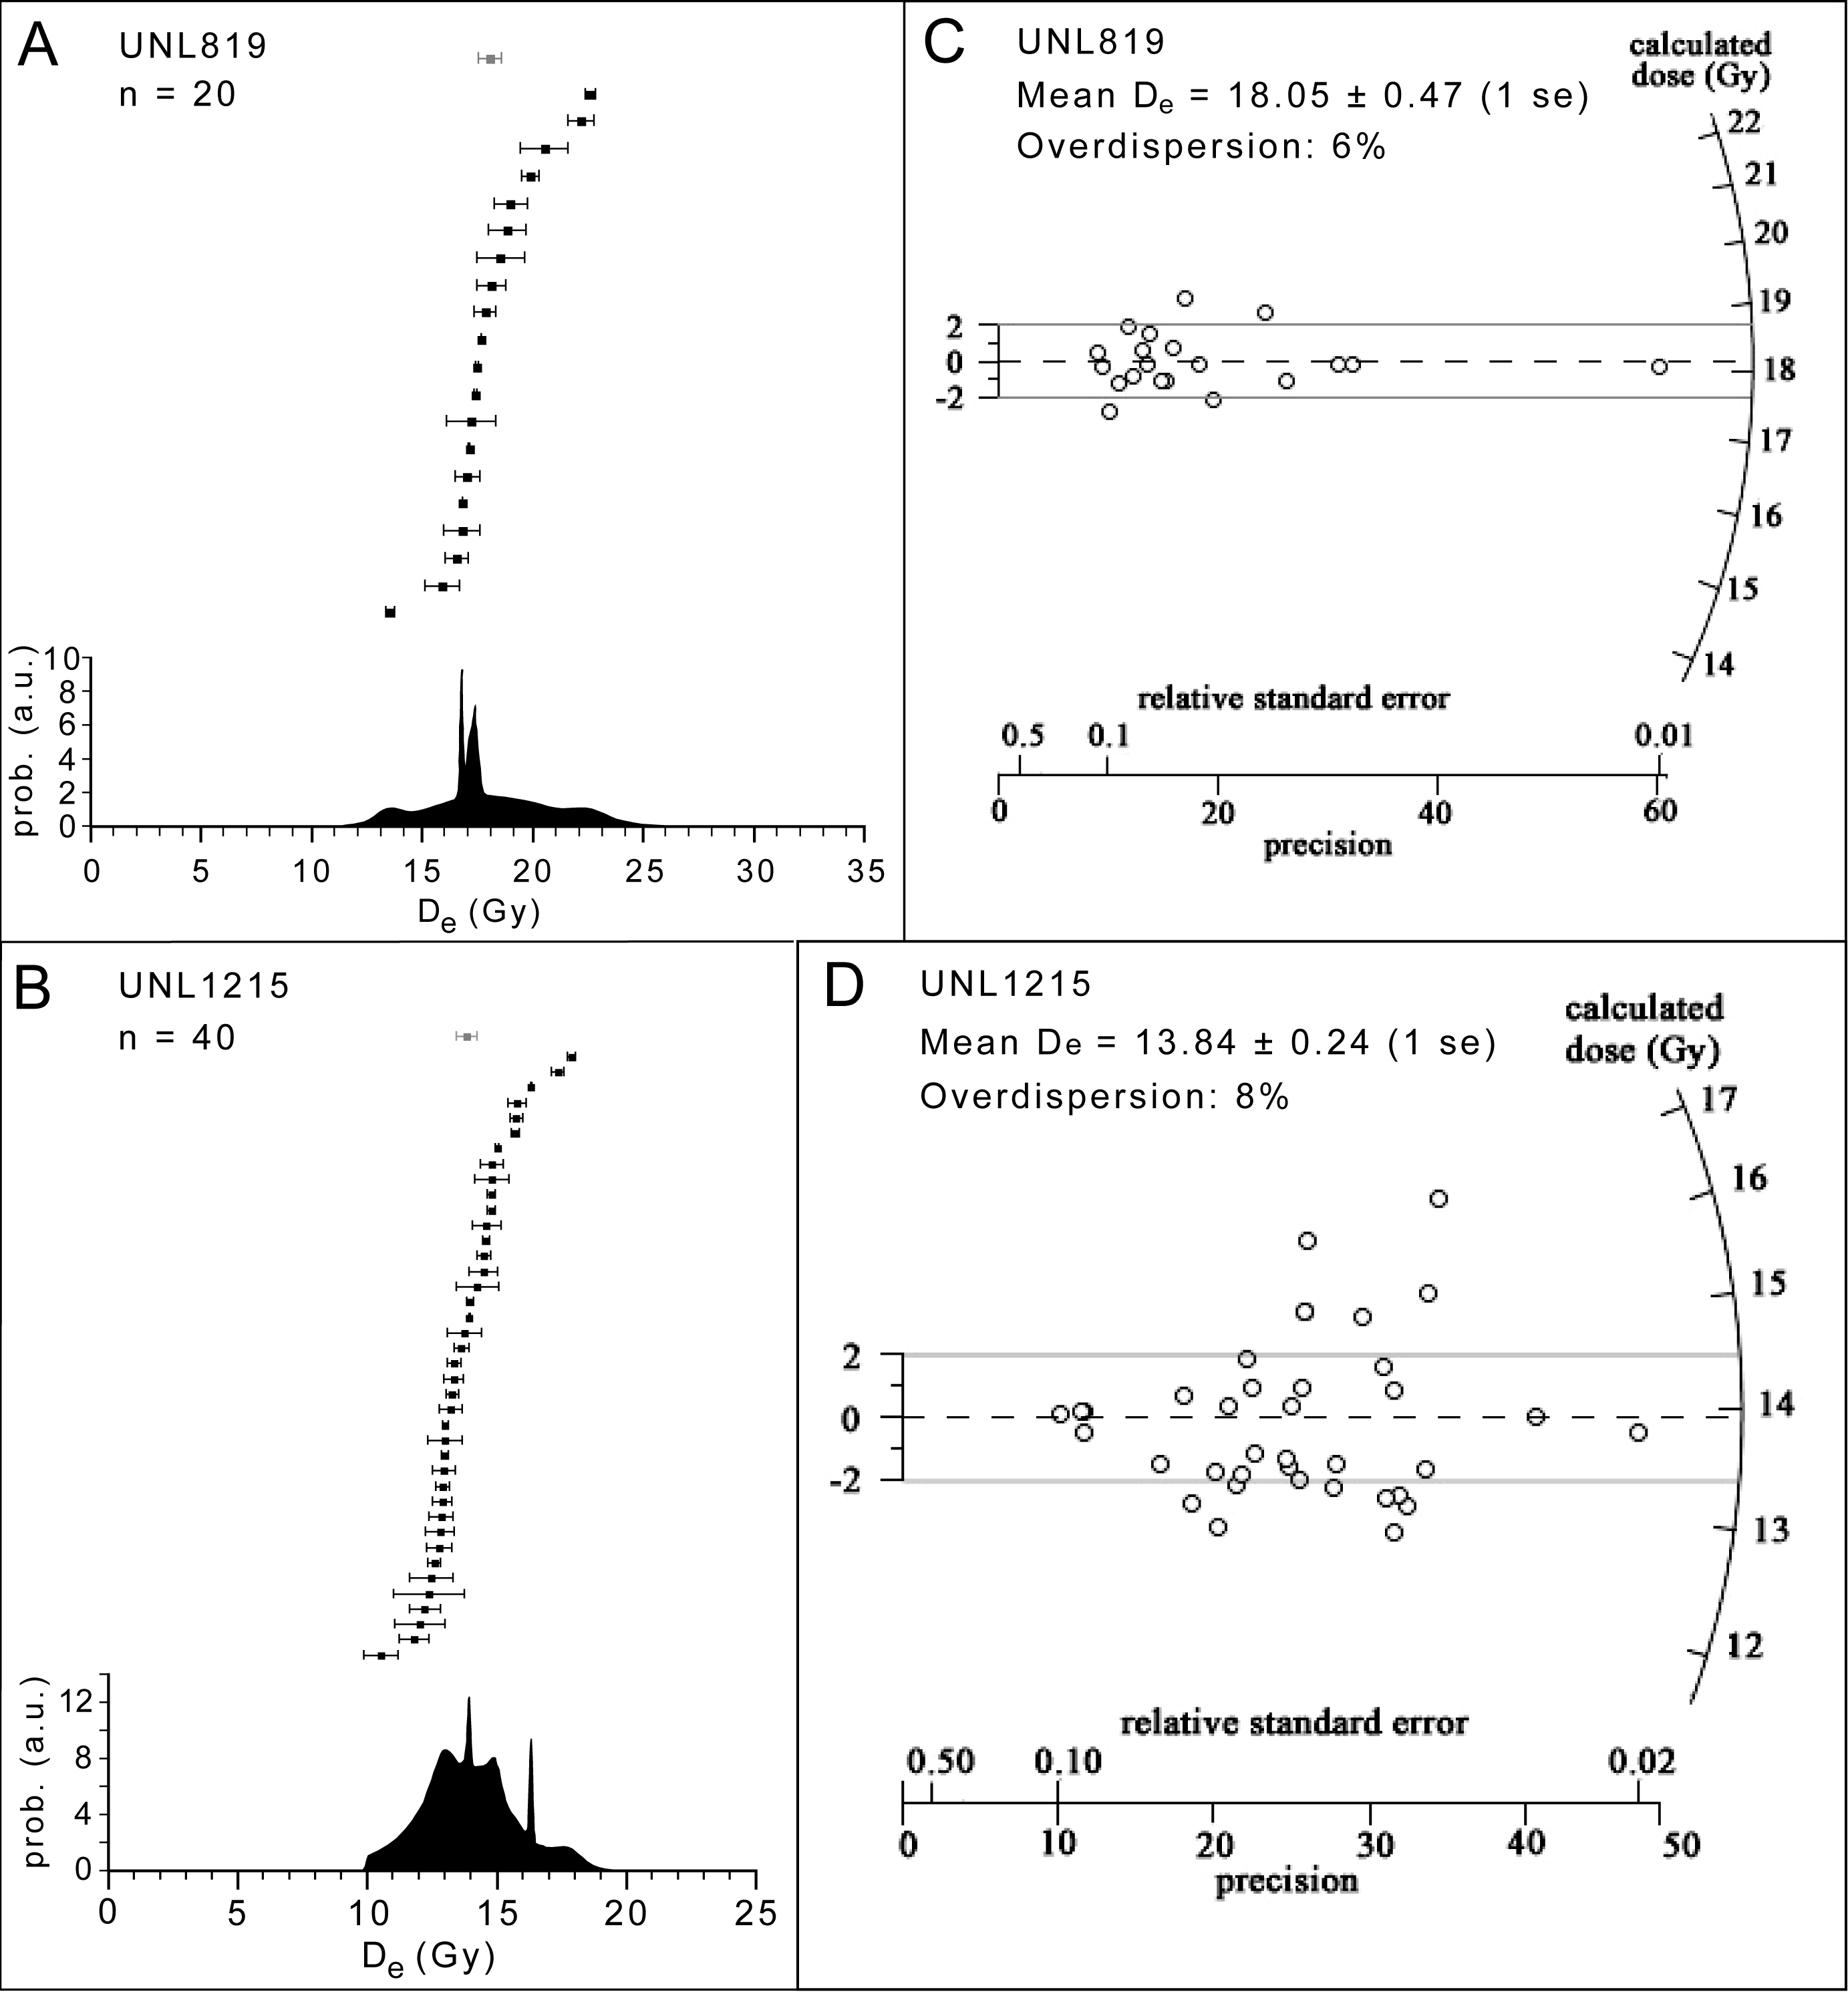 A
UNL819
n = 20
prob. (a.u.)
10
8
6
4
2
0
0 5 10 15 20 25 30 35
De (Gy)
C
UNL819
Mean De = 18.05 ± 0.47 (1 se)
Overdispersion: 6%
calculated
dose (Gy)
22
21
20
19
18
17
16
15
14
2
0
-2
relative standard error
0.5 0.1 0.01
0 20 40 60
precision
B
UNL1215
n = 40
prob. (a.u.)
12
8
4
0
0 5 10 15 20 25
De (Gy)
D
UNL1215
Mean De = 13.84 ± 0.24 (1 se)
Overdispersion: 8%
calculated
dose (Gy)
17
16
15
14
13
12
2
0
-2
relative standard error
0.50 0.10 0.02
0 10 20 30 40 50
precision